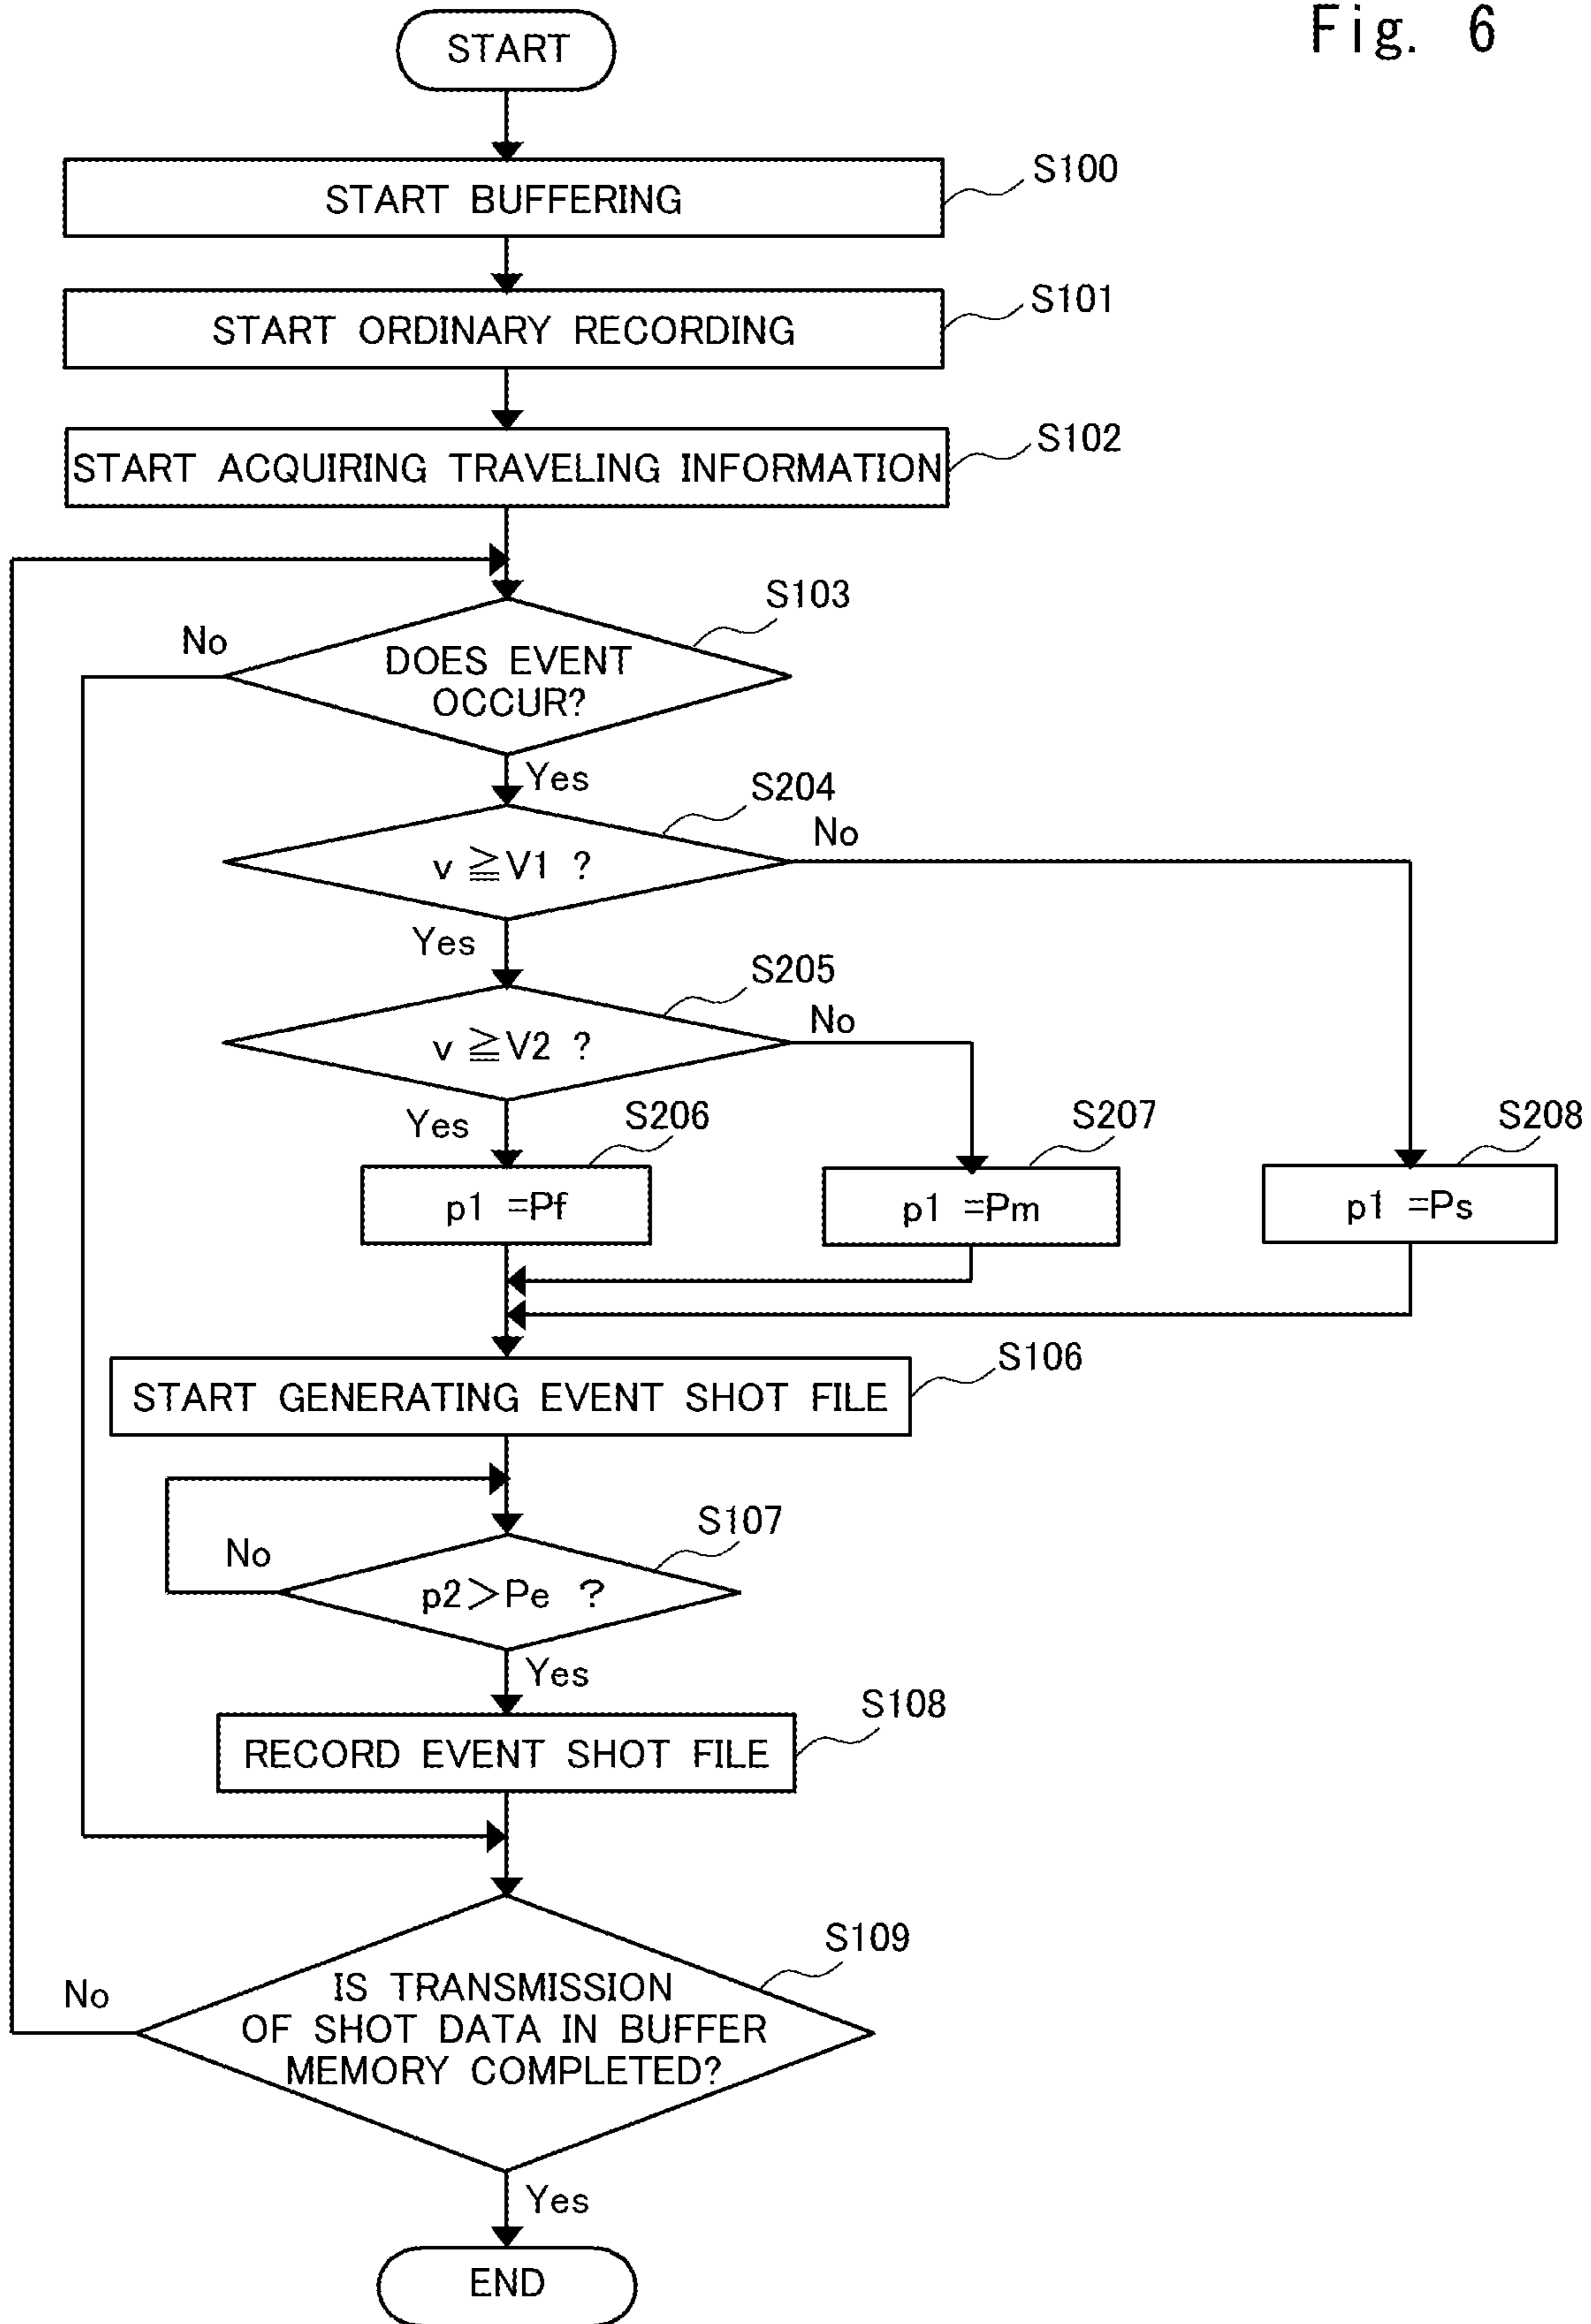 Fig. 6
START
S100
START BUFFERING
S101
START ORDINARY RECORDING
S102
START ACQUIRING TRAVELING INFORMATION
S103
No
DOES EVENT
OCCUR?
Yes
S204
No
v ≧V1 ?
Yes
S205
No
v ≧V2 ?
Yes
S206
S207
S208
p1 =Pf
p1 =Pm
p1 =Ps
S106
START GENERATING EVENT SHOT FILE
S107
No
p2>Pe ?
Yes
S108
RECORD EVENT SHOT FILE
S109
No
IS TRANSMISSION
OF SHOT DATA IN BUFFER
MEMORY COMPLETED?
Yes
END